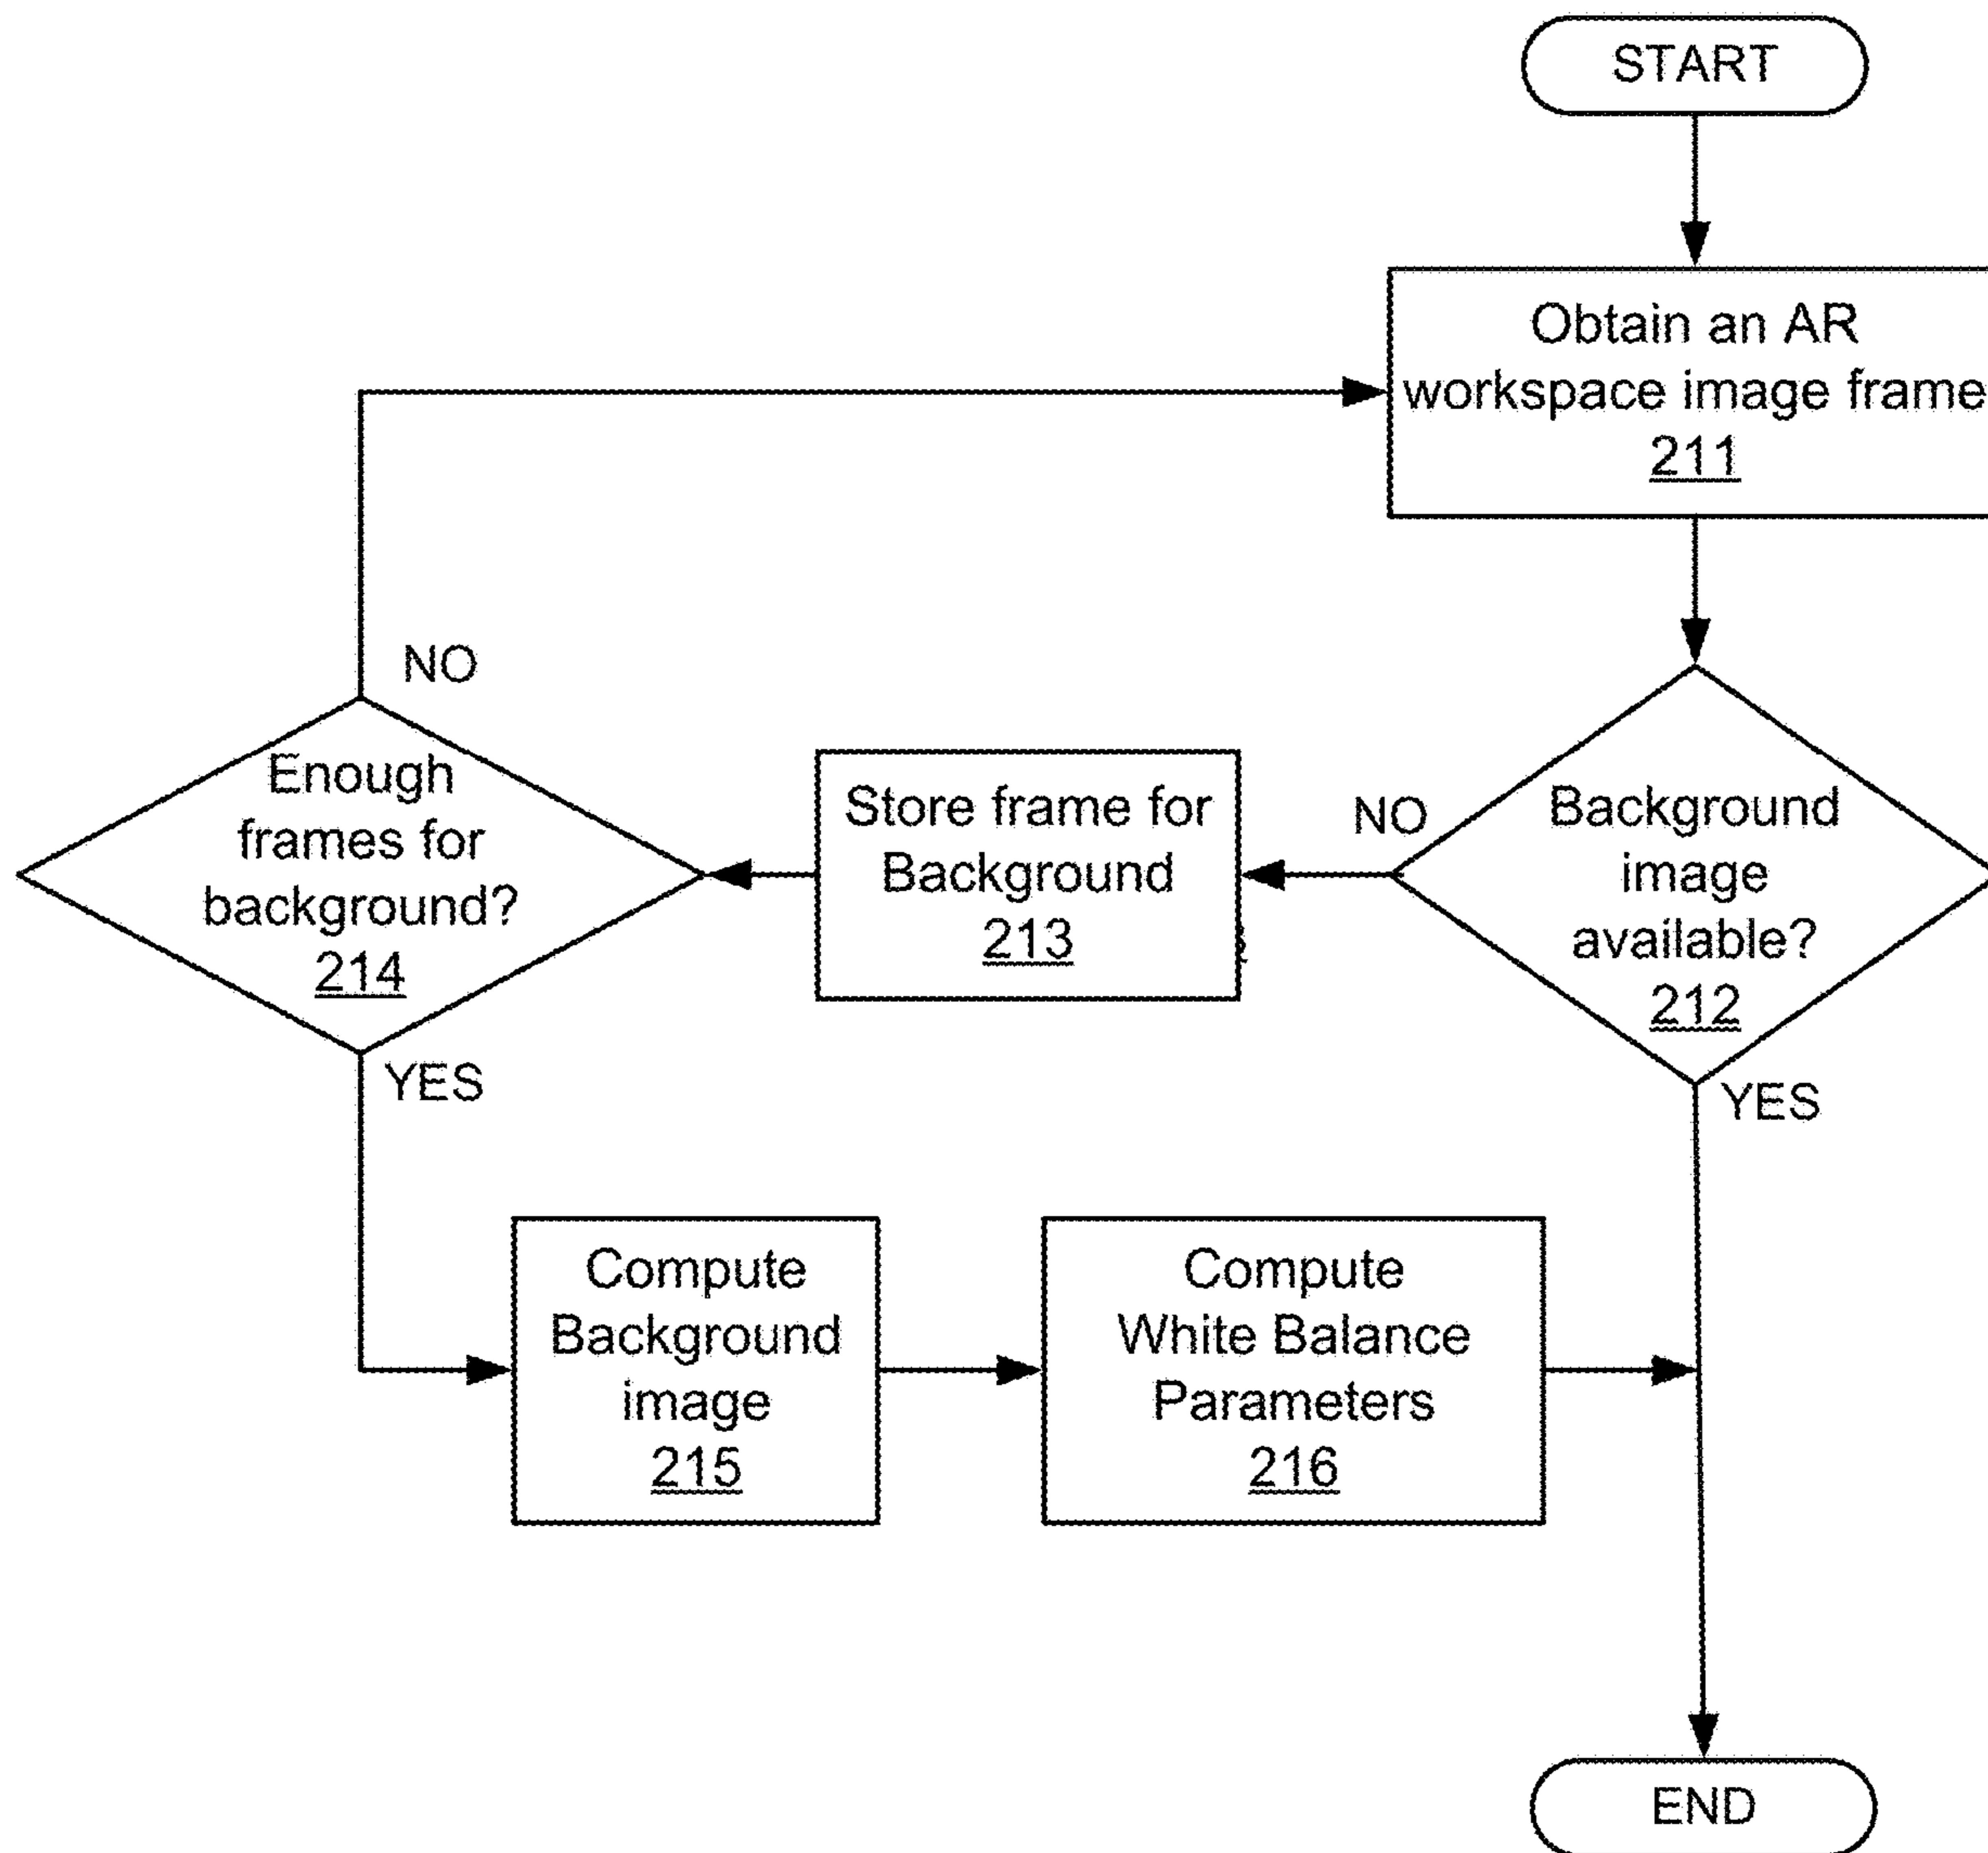 START
Obtain an AR
workspace image frame
211
NO
Enough
frames for
background?
214
YES
Store frame for
Background
213
NO
Background
image
available?
212
YES
Compute
Background
image
215
Compute
White Balance
Parameters
216
END